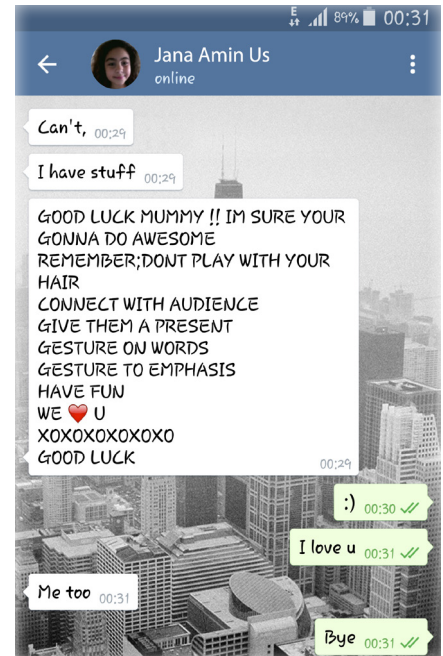 E 89% 00:31
Jana Amin Us
online
Can't, 00:29
I have stuff 00:29
GOOD LUCK MUMMY !! IM SURE YOUR
GONNA DO AWESOME
REMEMBER;DONT PLAY WITH YOUR
HAIR
CONNECT WITH AUDIENCE
GIVE THEM A PRESENT
GESTURE ON WORDS
GESTURE TO EMPHASIS
HAVE FUN
WE ❤️ U
XOXOXOXOXOXO
GOOD LUCK
00:29
:) 00:30
I love u 00:31
Me too 00:31
Bye 00:31